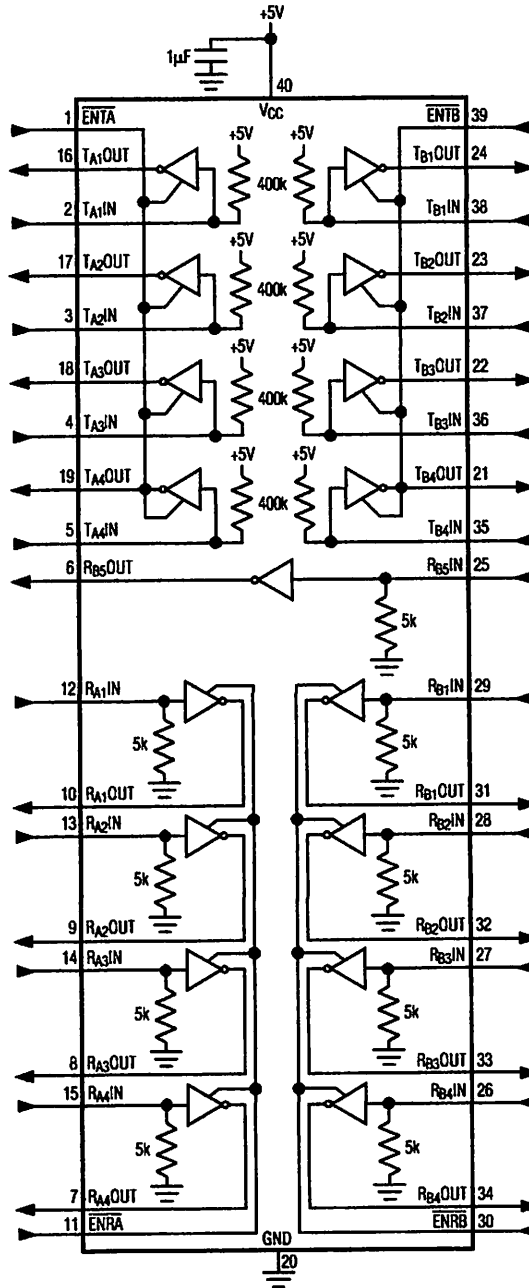 +5V
1µF
40
VCC
1 ENTA
ENTB 39
+5V
+5V
16 TA1OUT
TB1OUT 24
400k
2 TA1IN
TB1IN 38
+5V
+5V
17 TA2OUT
TB2OUT 23
400k
3 TA2IN
TB2IN 37
+5V
+5V
18 TA3OUT
TB3OUT 22
400k
4 TA3IN
TB3IN 36
+5V
+5V
19 TA4OUT
TB4OUT 21
400k
5 TA4IN
TB4IN 35
6 RB5OUT
RB5IN 25
5k
12 RA1IN
RB1IN 29
5k
5k
10 RA1OUT
RB1OUT 31
13 RA2IN
RB2IN 28
5k
5k
9 RA2OUT
RB2OUT 32
14 RA3IN
RB3IN 27
5k
5k
8 RA3OUT
RB3OUT 33
15 RA4IN
RB4IN 26
5k
5k
7 RA4OUT
RB4OUT 34
11 ENRA
ENRB 30
GND
20